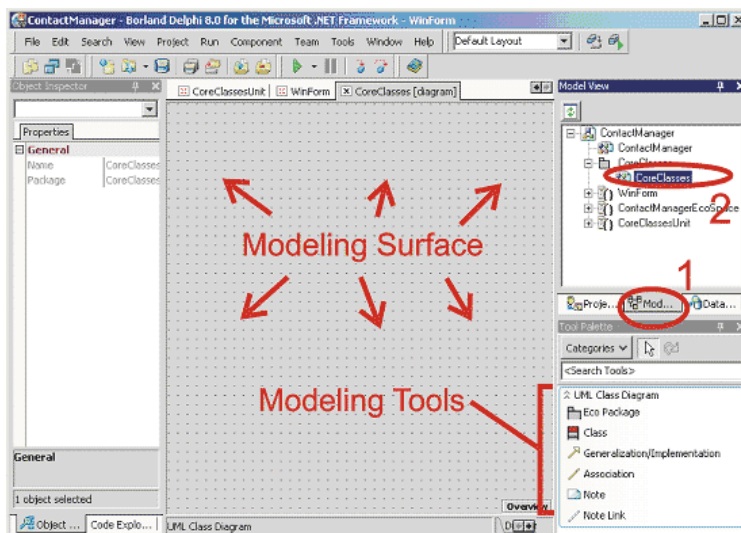 ContactManager - Borland Delphi 8.0 for the Microsoft .NET Framework - WinForm
File Edit Search View Project Run Component Team Tools Window Help Default Layout
Object Inspector
Properties
General
Name CoreClasses
Package CoreClasses
General
1 object selected
Object ... Code Explo...
CoreClassesUnit WinForm CoreClasses [diagram]
Modeling Surface
Modeling Tools
Overview
UML Class Diagram
Model View
ContactManager
ContactManager
CoreClasses
CoreClasses
WinForm
ContactManagerEcoSpace
CoreClassesUnit
2
1
Proje... Mod... Data...
Tool Palette
Categories
<Search Tools>
UML Class Diagram
Eco Package
Class
Generalization/Implementation
Association
Note
Note Link